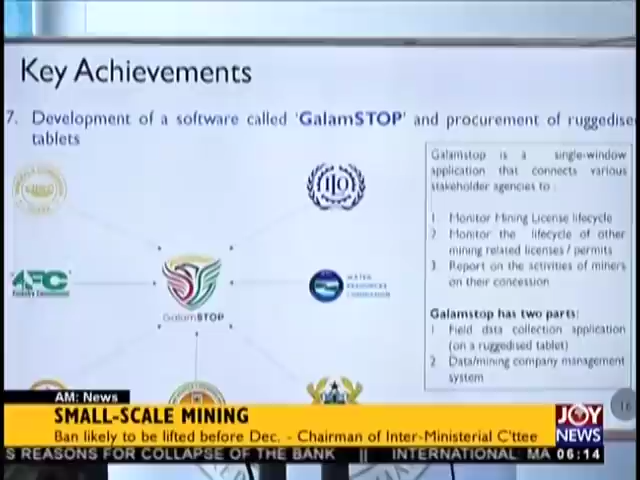 Key Achievements
7. Development of a software called 'GalamSTOP' and procurement of ruggedise
tablets
Galamstop is a single-window
application that connects various
stakeholder agencies to :
1 Monitor Mining License lifecycle
2 Monitor the lifecycle of other
mining related licenses / permits
3. Report on the activities of miners
on their concession
Galamstop has two parts:
1 Field data collection application
(on a ruggedised tablet)
2 Data/mining company management
system
GalamSTOP
WATER
RESOURCES
COMMISSION
16
AM: News
SMALL-SCALE MINING
Ban likely to be lifted before Dec. - Chairman of Inter-Ministerial C'ttee
JOY
NEWS
S REASONS FOR COLLAPSE OF THE BANK || INTERNATIONAL MA 06:14